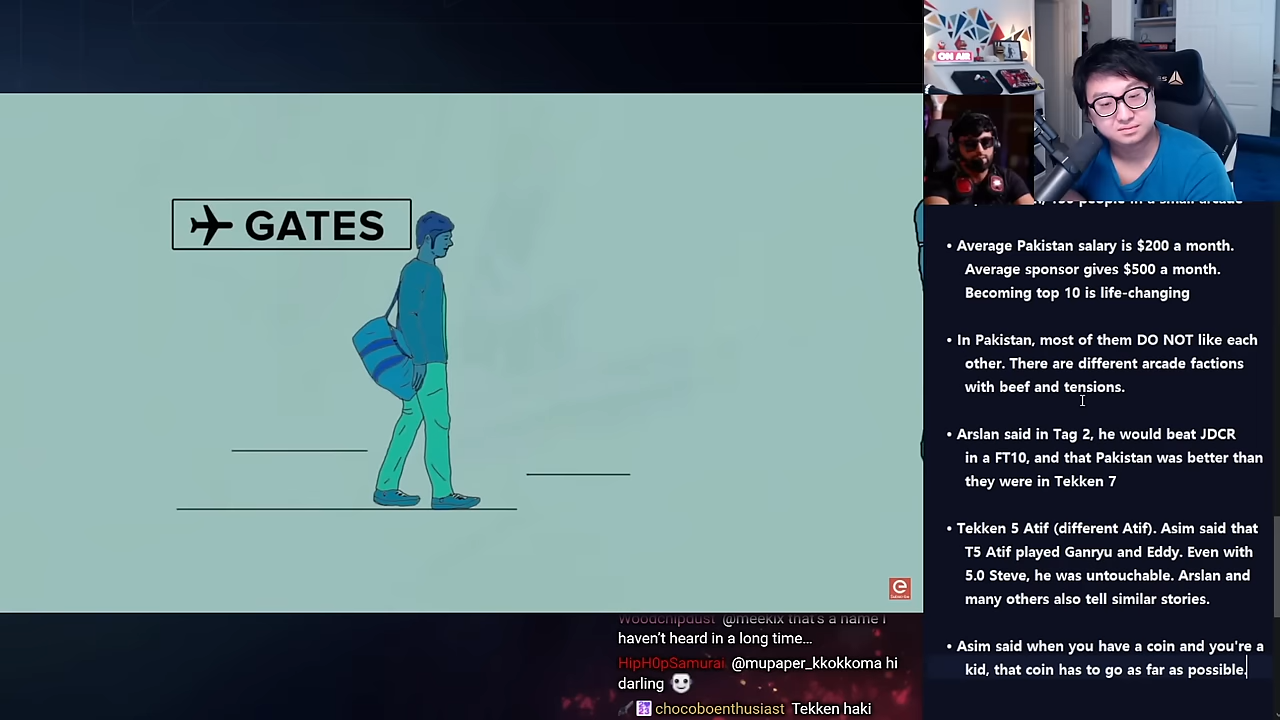 GATES
ON AIR
• Average Pakistan salary is $200 a month.
Average sponsor gives $500 a month.
Becoming top 10 is life-changing
• In Pakistan, most of them DO NOT like each
other. There are different arcade factions
with beef and tensions.
• Arslan said in Tag 2, he would beat JDCR
in a FT10, and that Pakistan was better than
they were in Tekken 7
• Tekken 5 Atif (different Atif). Asim said that
T5 Atif played Ganryu and Eddy. Even with
5.0 Steve, he was untouchable. Arslan and
many others also tell similar stories.
• Asim said when you have a coin and you're a
kid, that coin has to go as far as possible.
Woodchipdust @meekix that's a name I
haven't heard in a long time...
HipH0pSamurai @mupaper_kkokkoma hi
darling
chocoboenthusiast Tekken haki